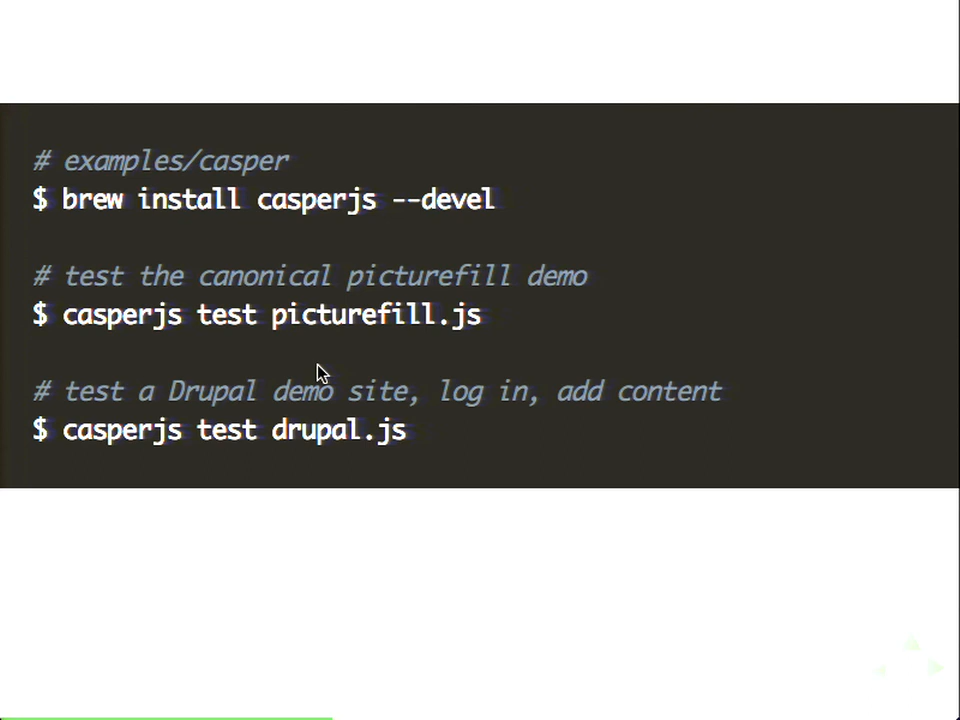 # examples/casper
$ brew install casperjs --devel
# test the canonical picturefill demo
$ casperjs test picturefill.js
# test a Drupal demo site, log in, add content
$ casperjs test drupal.js